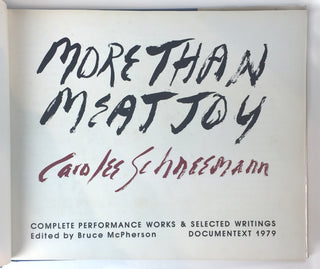 MORE THAN
MEAT JOY
Carolee Schneemann
COMPLETE PERFORMANCE WORKS & SELECTED WRITINGS
Edited by Bruce McPherson DOCUMENTEXT 1979